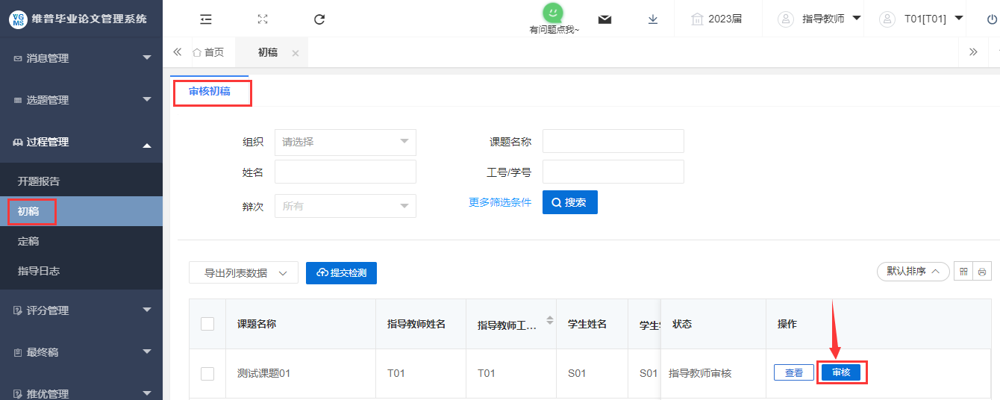 VG MS 维普毕业论文管理系统
有问题点我~
2023届
指导教师
T01[T01]
消息管理
选题管理
过程管理
开题报告
初稿
定稿
指导日志
评分管理
最终稿
推优管理
首页
初稿
审核初稿
组织 请选择 课题名称
姓名 工号/学号
辩次 所有 更多筛选条件 搜索
导出列表数据 提交检测 默认排序
课题名称 指导教师姓名 指导教师工... 学生姓名 学生 状态 操作
测试课题01 T01 T01 S01 S01 指导教师审核 查看 审核